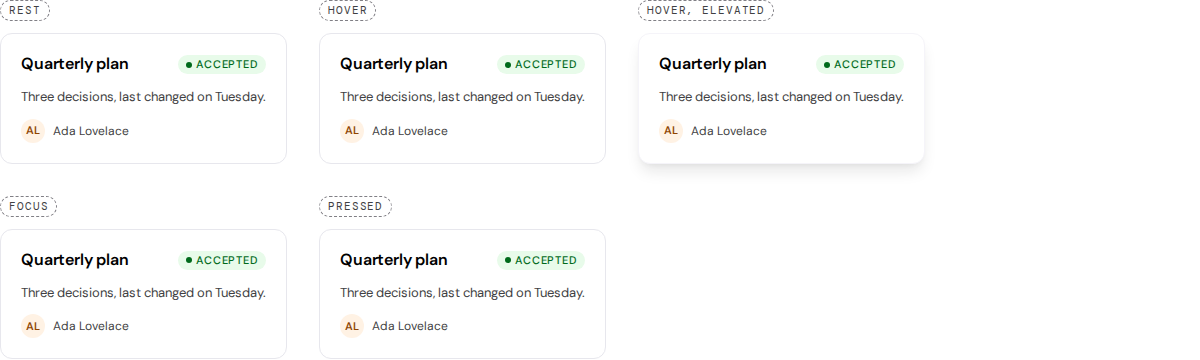 REST
Quarterly plan
ACCEPTED
Three decisions, last changed on Tuesday.
AL
Ada Lovelace
HOVER
Quarterly plan
ACCEPTED
Three decisions, last changed on Tuesday.
AL
Ada Lovelace
HOVER, ELEVATED
Quarterly plan
ACCEPTED
Three decisions, last changed on Tuesday.
AL
Ada Lovelace
FOCUS
Quarterly plan
ACCEPTED
Three decisions, last changed on Tuesday.
AL
Ada Lovelace
PRESSED
Quarterly plan
ACCEPTED
Three decisions, last changed on Tuesday.
AL
Ada Lovelace